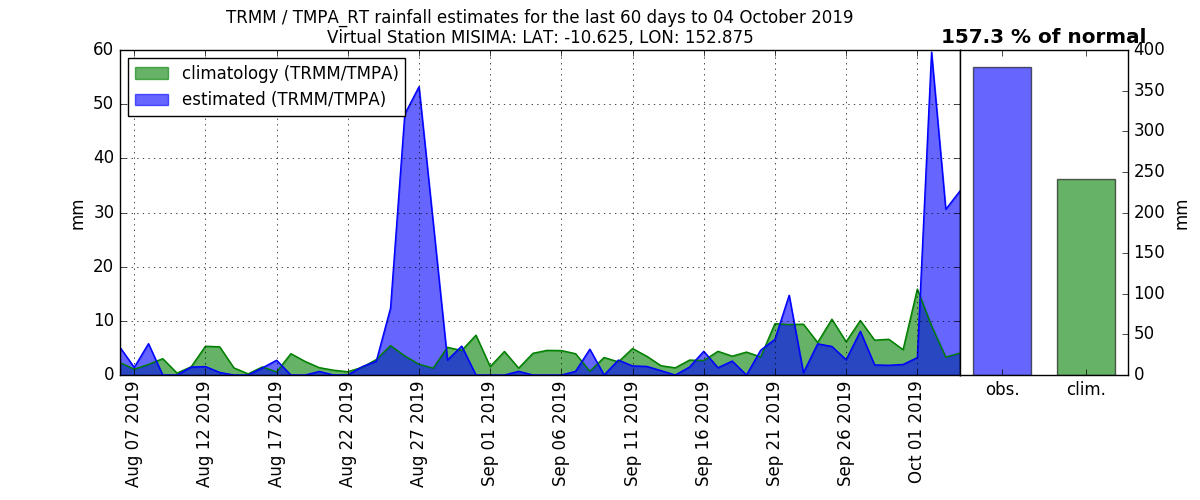 TRMM / TMPA_RT rainfall estimates for the last 60 days to 04 October 2019
Virtual Station MISIMA: LAT: -10.625, LON: 152.875
157.3 % of normal
climatology (TRMM/TMPA)
estimated (TRMM/TMPA)
60
50
40
30
20
10
0
mm
Aug 07 2019
Aug 12 2019
Aug 17 2019
Aug 22 2019
Aug 27 2019
Sep 01 2019
Sep 06 2019
Sep 11 2019
Sep 16 2019
Sep 21 2019
Sep 26 2019
Oct 01 2019
obs.
clim.
400
350
300
250
200
150
100
50
0
mm